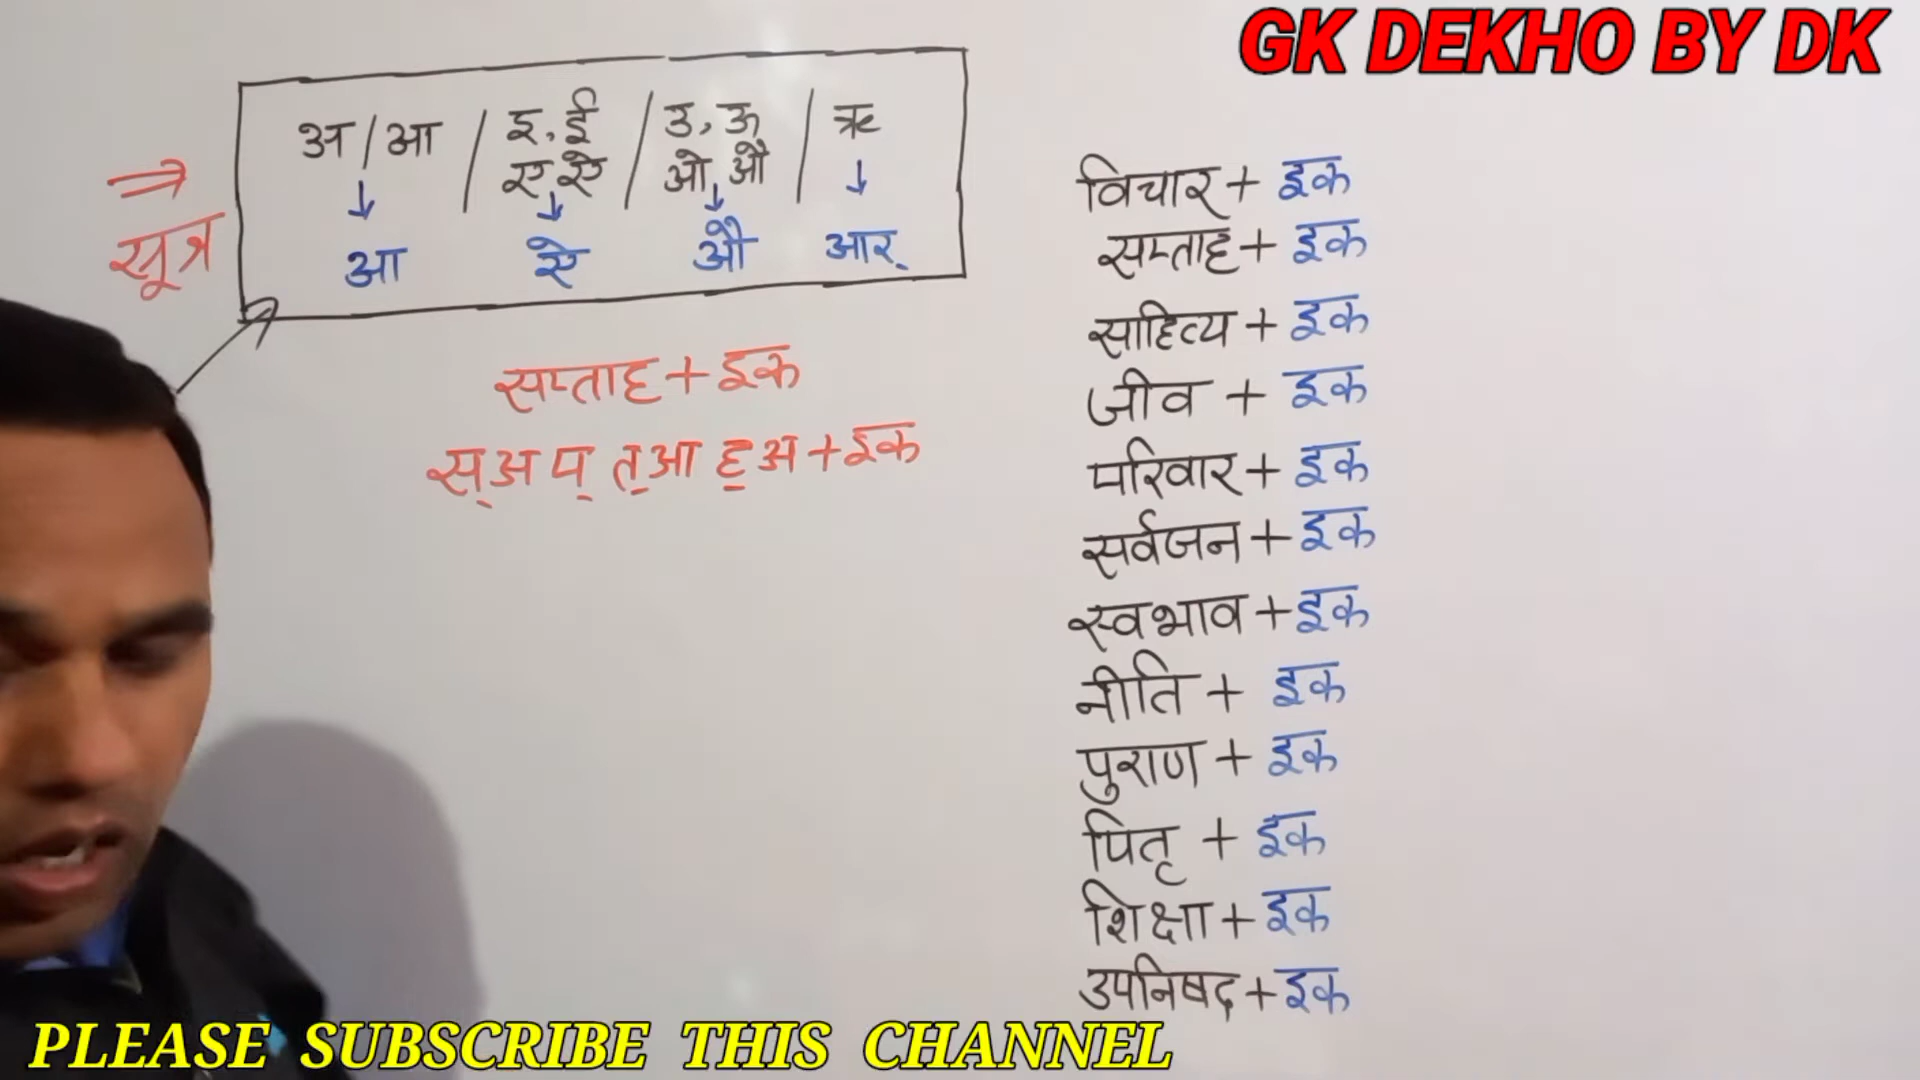 GK DEKHO BY DK
अ / आ / इ, ई / उ, ऊ / ऋ
ए, ऐ ओ, औ ↓
↓ ↓ ↓
⇒ सूत्र
आ ऐ औ आर्
सप्ताह + इक
स् अ प् त् आ ह् अ + इक
विचार + इक
सप्ताह + इक
साहित्य + इक
जीव + इक
परिवार + इक
सर्वजन + इक
स्वभाव + इक
नीति + इक
पुराण + इक
पितृ + इक
शिक्षा + इक
उपनिषद + इक
PLEASE SUBSCRIBE THIS CHANNEL